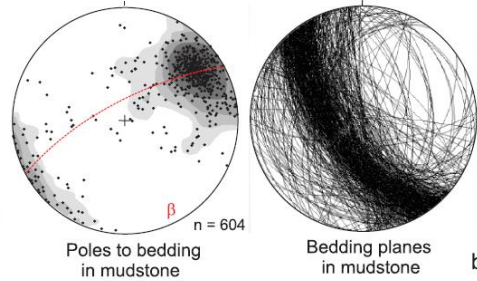 β
n = 604
Poles to bedding
in mudstone
Bedding planes
in mudstone
b